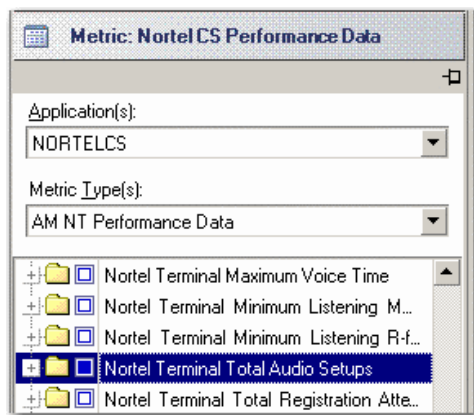 Metric: Nortel CS Performance Data
Application(s):
NORTELCS
Metric Type(s):
AM NT Performance Data
Nortel Terminal Maximum Voice Time
Nortel Terminal Minimum Listening M...
Nortel Terminal Minimum Listening R-f...
Nortel Terminal Total Audio Setups
Nortel Terminal Total Registration Atte...